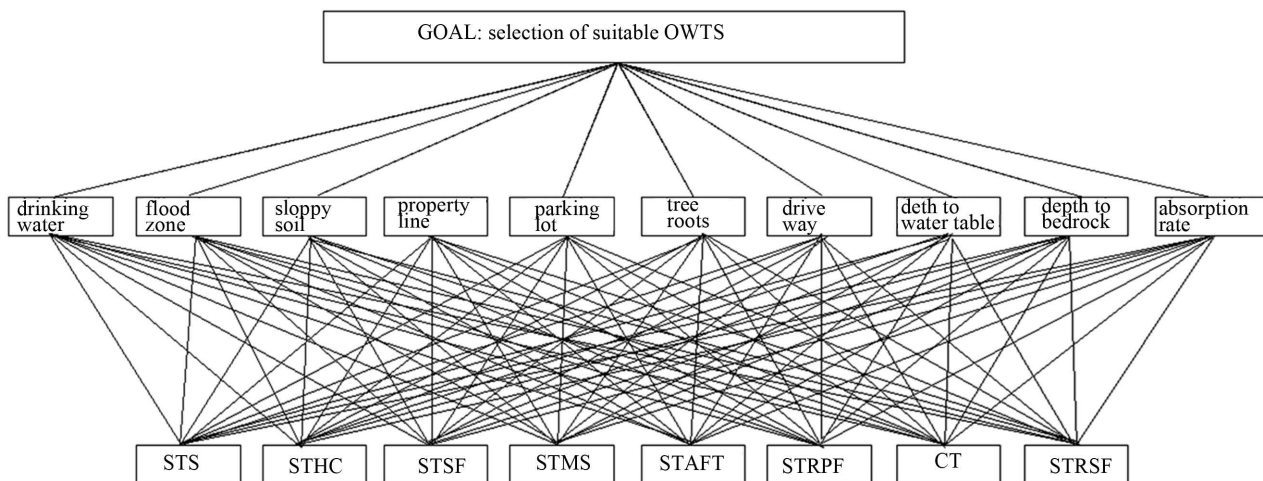 GOAL: selection of suitable OWTS
drinking
water
flood
zone
sloppy
soil
property
line
parking
lot
tree
roots
drive
way
deth to
water table
depth to
bedrock
absorption
rate
STS
STHC
STSF
STMS
STAFT
STRPF
CT
STRSF